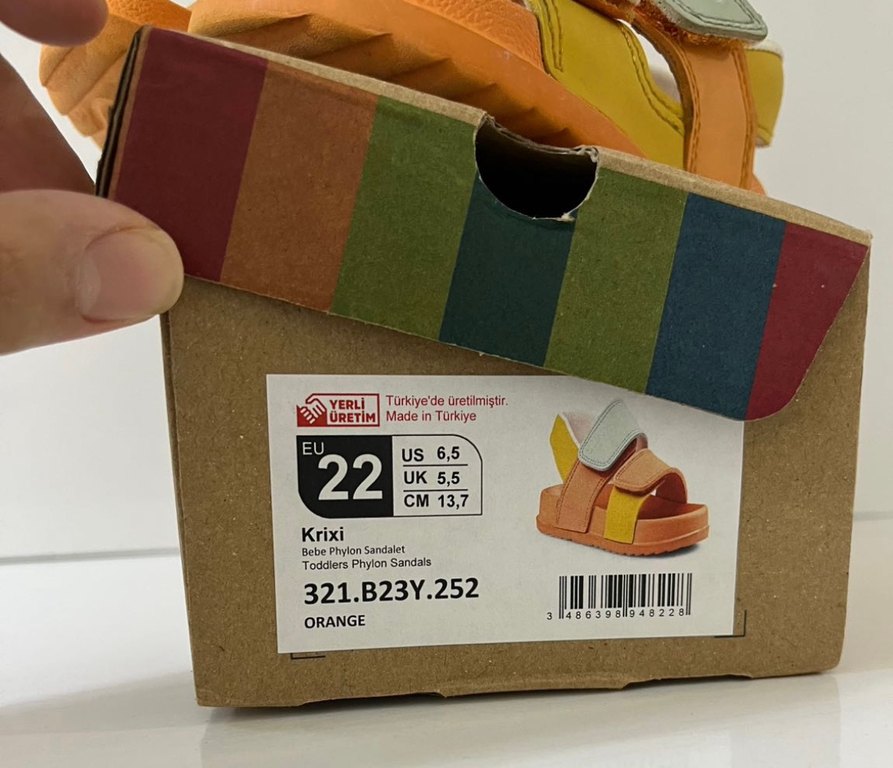 YERLİ
ÜRETİM
Türkiye'de üretilmiştir.
Made in Türkiye
EU
22
US 6,5
UK 5,5
CM 13,7
Krixi
Bebe Phylon Sandalet
Toddlers Phylon Sandals
321.B23Y.252
ORANGE
3 486398 948228